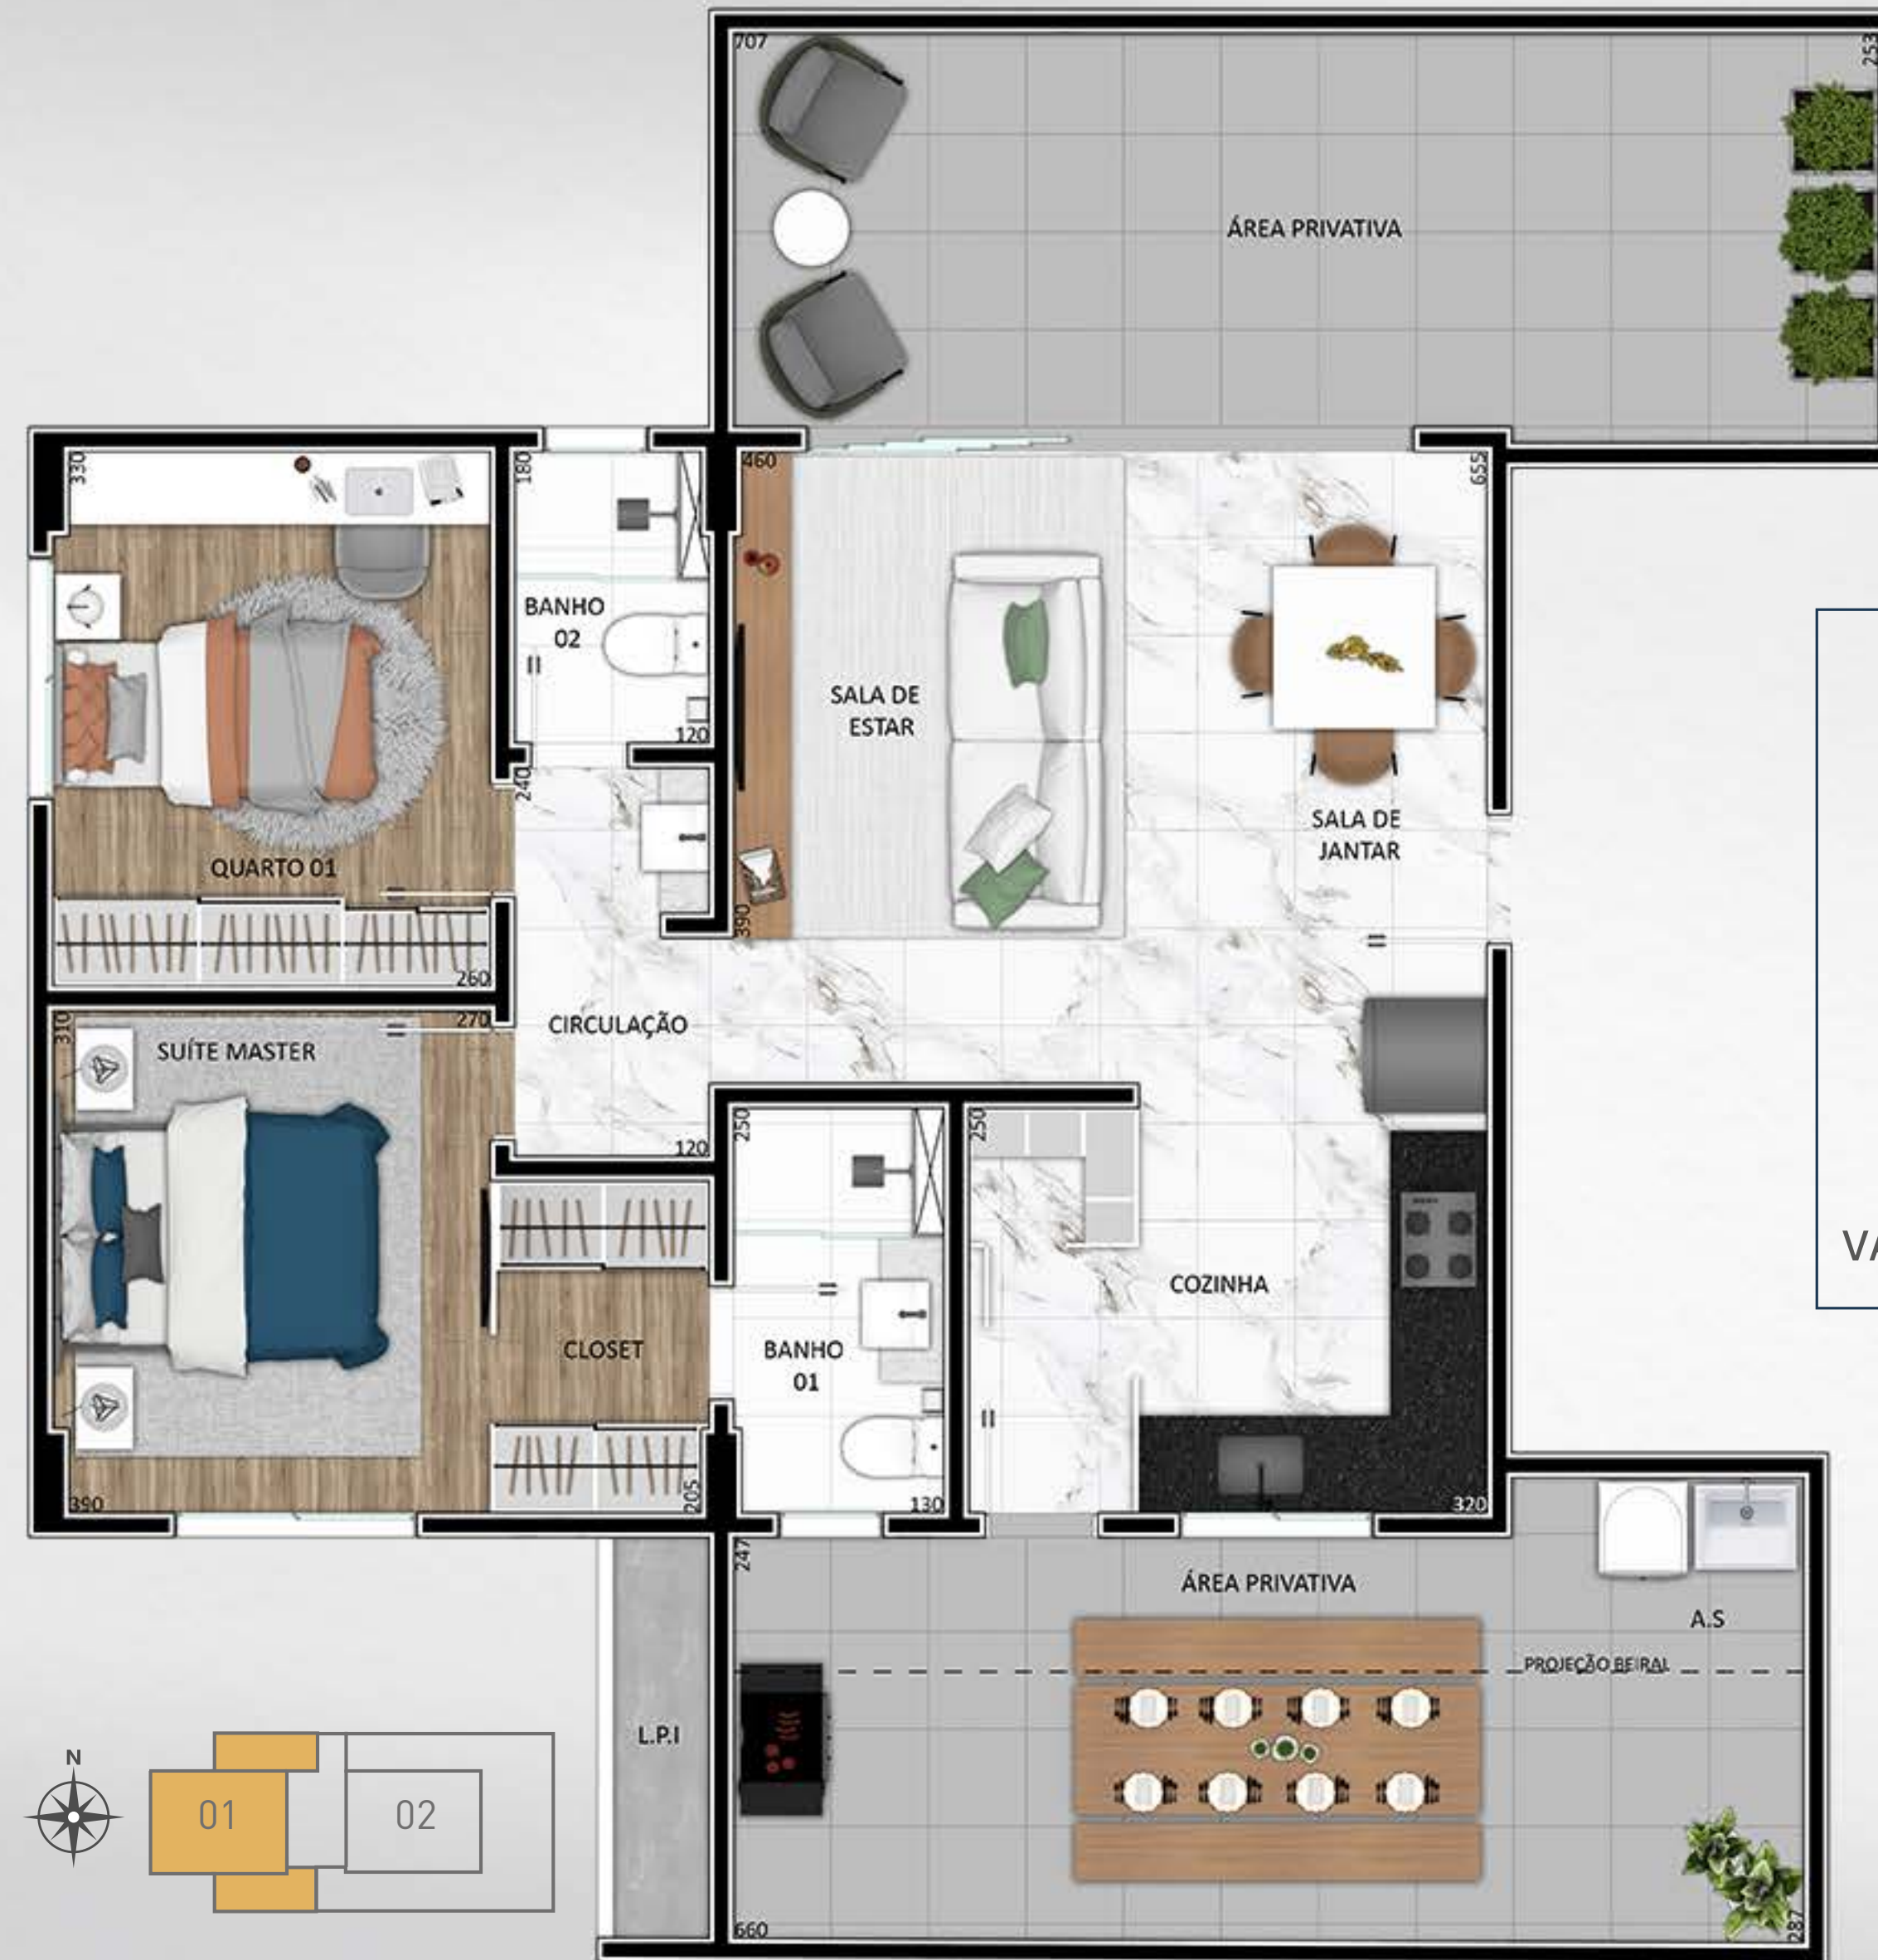 707
253
ÁREA PRIVATIVA
330
180
460
655
BANHO
02
120
SALA DE
ESTAR
240
SALA DE
JANTAR
QUARTO 01
390
260
310
270
SUÍTE MASTER
CIRCULAÇÃO
120
250
250
VA
COZINHA
CLOSET
BANHO
01
390
205
130
320
247
ÁREA PRIVATIVA
A.S
PROJEÇÃO BEIRAL
L.P.I
N
01
02
660
287